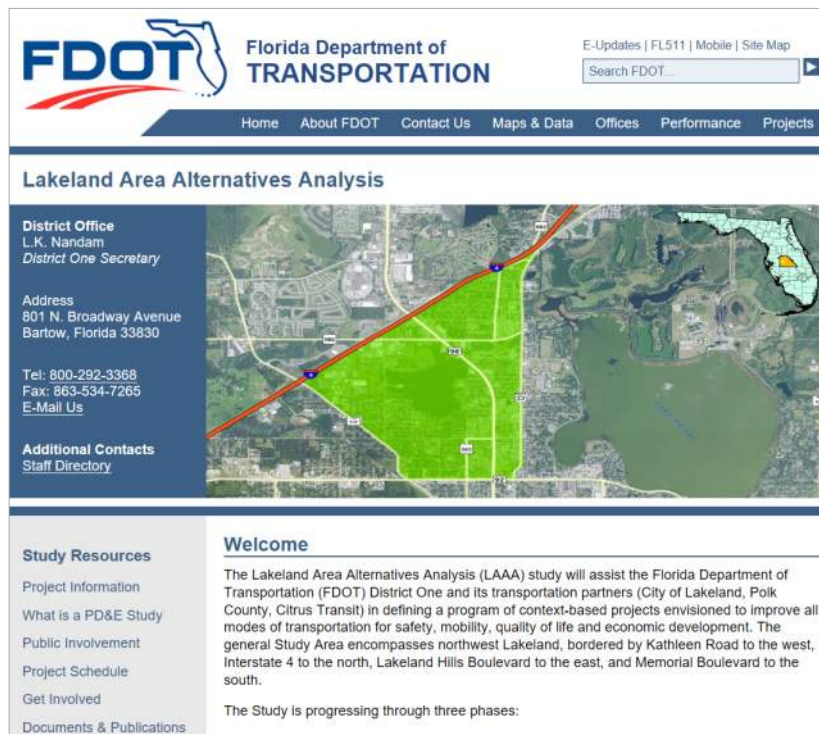 FDOT
Florida Department of
TRANSPORTATION
E-Updates | FL511 | Mobile | Site Map
Search FDOT...
Home About FDOT Contact Us Maps & Data Offices Performance Projects
Lakeland Area Alternatives Analysis
District Office
L.K. Nandam
District One Secretary
Address
801 N. Broadway Avenue
Bartow, Florida 33830
Tel: 800-292-3368
Fax: 863-534-7265
E-Mail Us
Additional Contacts
Staff Directory
4
98
4
Study Resources
Project Information
What is a PD&E Study
Public Involvement
Project Schedule
Get Involved
Documents & Publications
Welcome
The Lakeland Area Alternatives Analysis (LAAA) study will assist the Florida Department of
Transportation (FDOT) District One and its transportation partners (City of Lakeland, Polk
County, Citrus Transit) in defining a program of context-based projects envisioned to improve all
modes of transportation for safety, mobility, quality of life and economic development. The
general Study Area encompasses northwest Lakeland, bordered by Kathleen Road to the west,
Interstate 4 to the north, Lakeland Hills Boulevard to the east, and Memorial Boulevard to the
south.
The Study is progressing through three phases: